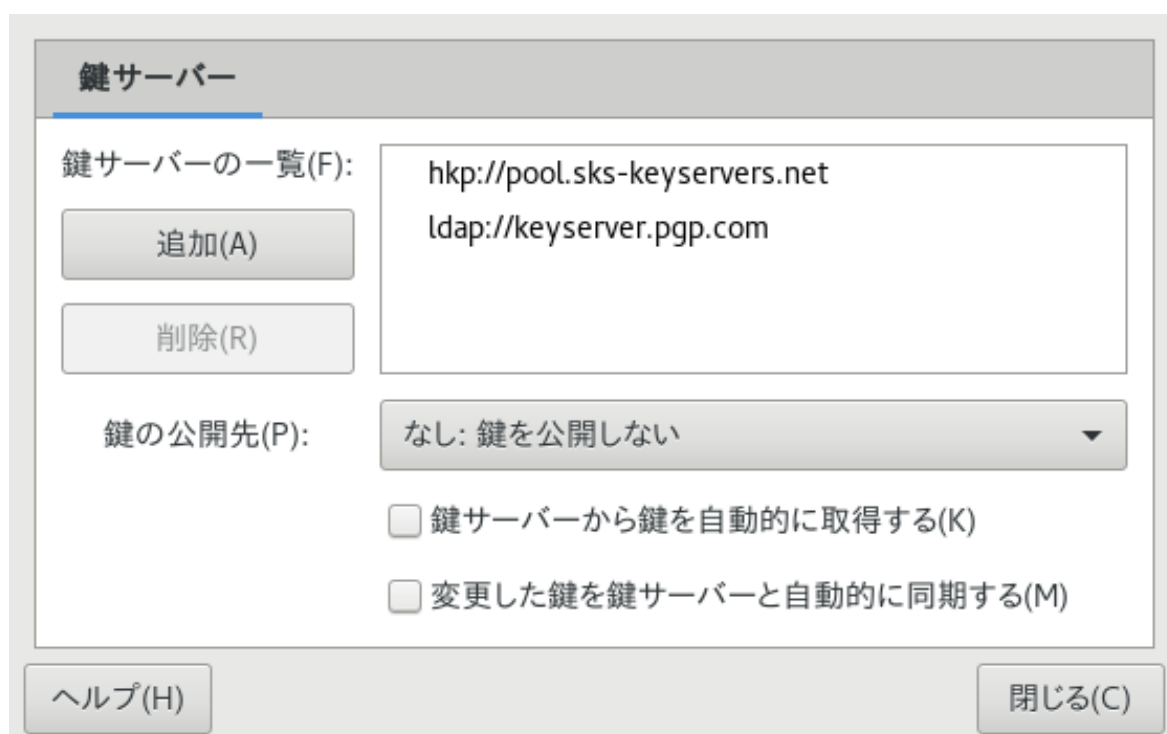 鍵サーバー
鍵サーバーの一覧(F):
hkp://pool.sks-keyservers.net
ldap://keyserver.pgp.com
追加(A)
削除(R)
鍵の公開先(P):
なし: 鍵を公開しない
鍵サーバーから鍵を自動的に取得する(K)
変更した鍵を鍵サーバーと自動的に同期する(M)
ヘルプ(H)
閉じる(C)